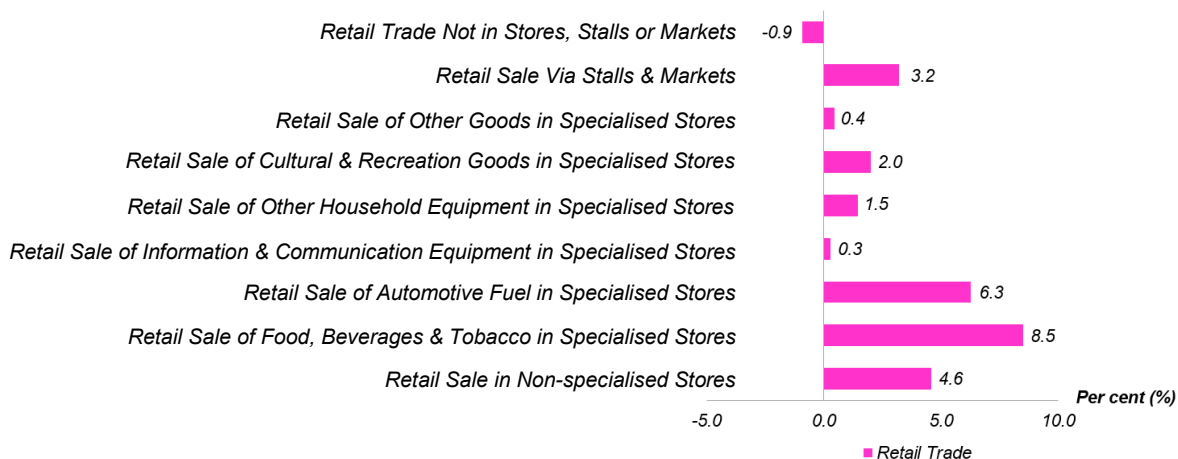 Retail Trade Not in Stores, Stalls or Markets -0.9
Retail Sale Via Stalls & Markets 3.2
Retail Sale of Other Goods in Specialised Stores 0.4
Retail Sale of Cultural & Recreation Goods in Specialised Stores 2.0
Retail Sale of Other Household Equipment in Specialised Stores 1.5
Retail Sale of Information & Communication Equipment in Specialised Stores 0.3
Retail Sale of Automotive Fuel in Specialised Stores 6.3
Retail Sale of Food, Beverages & Tobacco in Specialised Stores 8.5
Retail Sale in Non-specialised Stores 4.6
Per cent (%)
-5.0 0.0 5.0 10.0
Retail Trade